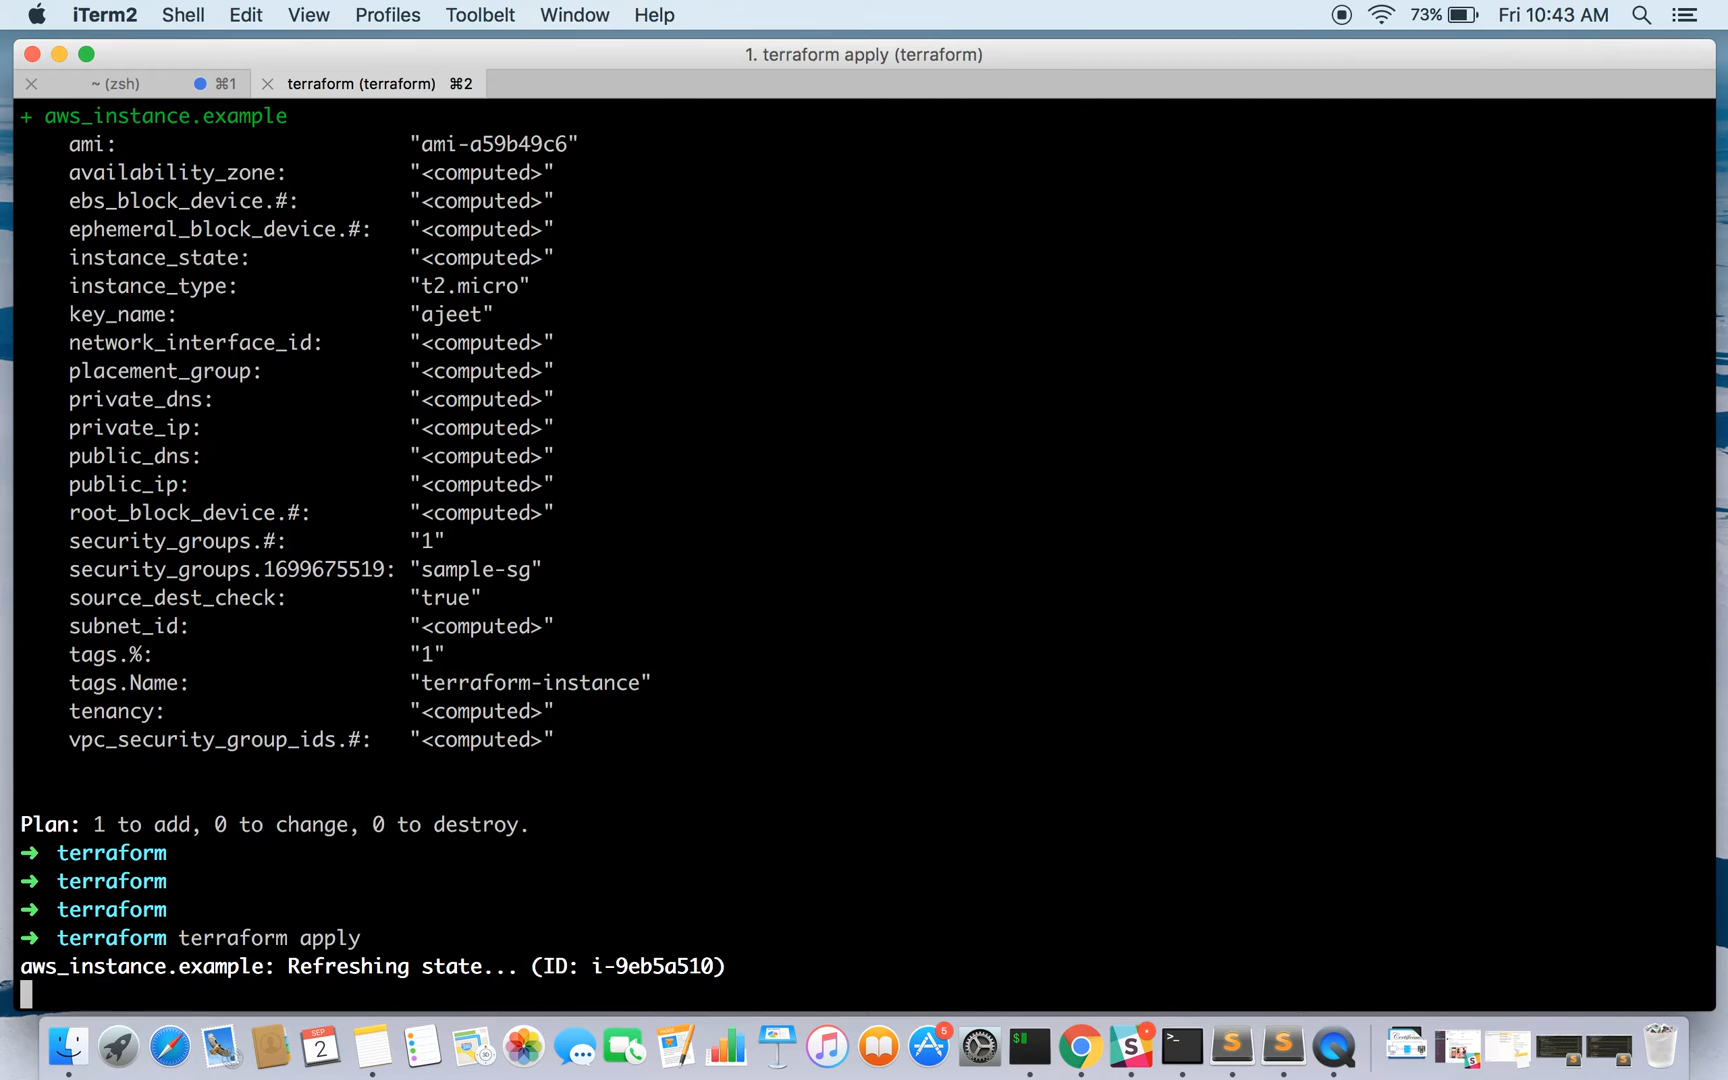 iTerm2 Shell Edit View Profiles Toolbelt Window Help 73% Fri 10:43 AM
1. terraform apply (terraform)
~ (zsh) ⌘1 terraform (terraform) ⌘2
+ aws_instance.example
ami: "ami-a59b49c6"
availability_zone: "<computed>"
ebs_block_device.#: "<computed>"
ephemeral_block_device.#: "<computed>"
instance_state: "<computed>"
instance_type: "t2.micro"
key_name: "ajeet"
network_interface_id: "<computed>"
placement_group: "<computed>"
private_dns: "<computed>"
private_ip: "<computed>"
public_dns: "<computed>"
public_ip: "<computed>"
root_block_device.#: "<computed>"
security_groups.#: "1"
security_groups.1699675519: "sample-sg"
source_dest_check: "true"
subnet_id: "<computed>"
tags.%: "1"
tags.Name: "terraform-instance"
tenancy: "<computed>"
vpc_security_group_ids.#: "<computed>"
Plan: 1 to add, 0 to change, 0 to destroy.
➜ terraform
➜ terraform
➜ terraform
➜ terraform terraform apply
aws_instance.example: Refreshing state... (ID: i-9eb5a510)
SEP
2
5